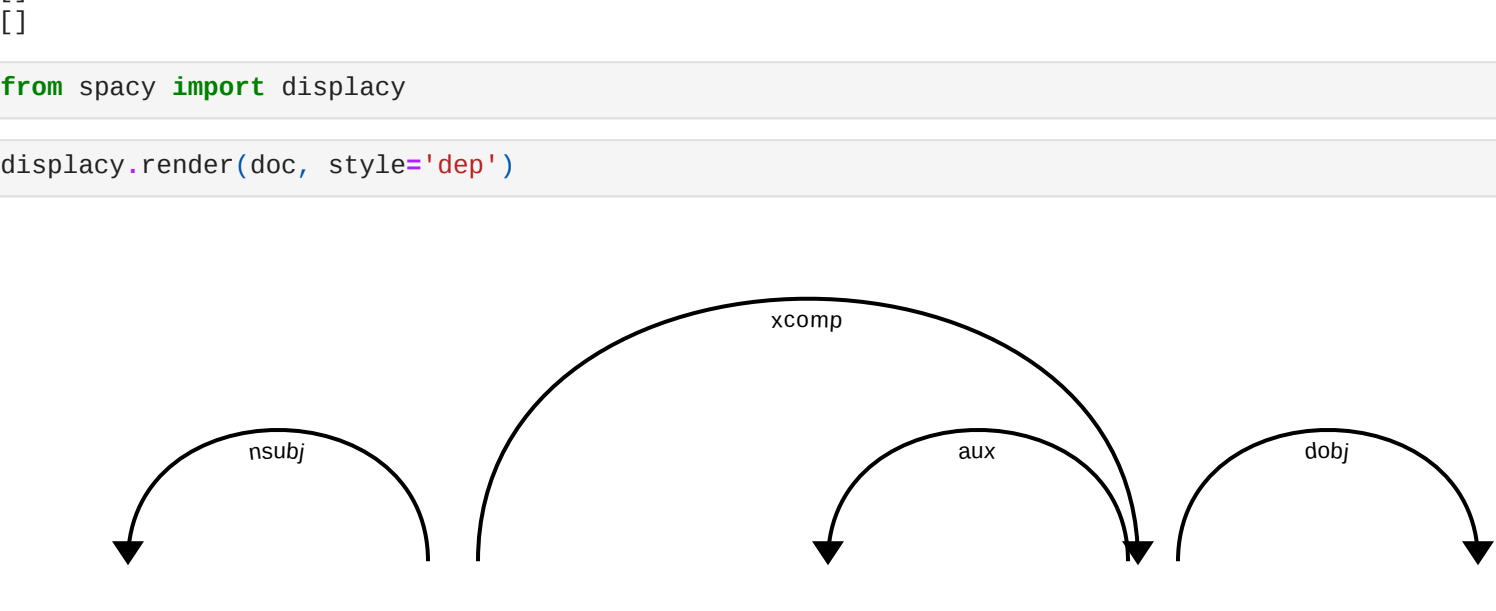 []
from spacy import displacy
displacy.render(doc, style='dep')
xcomp
nsubj aux dobj